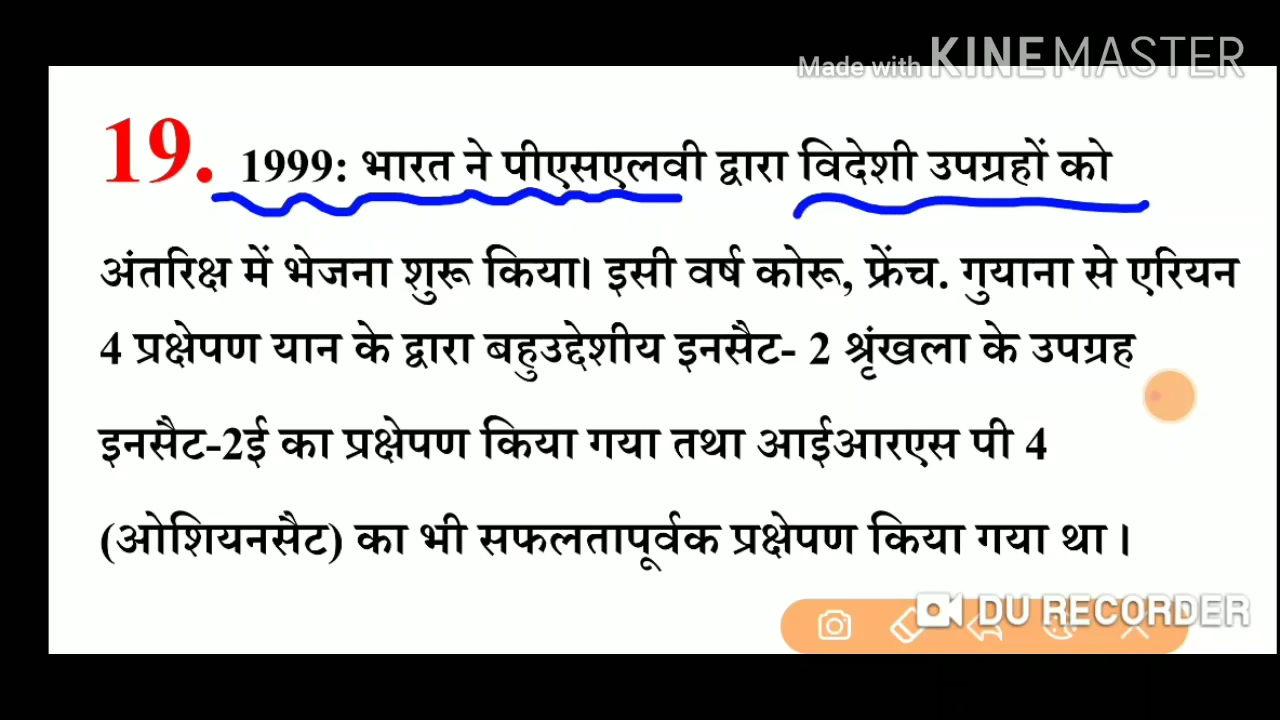 Made with KINEMASTER
19. 1999: भारत ने पीएसएलवी द्वारा विदेशी उपग्रहों को
अंतरिक्ष में भेजना शुरू किया। इसी वर्ष कोरू, फ्रेंच. गुयाना से एरियन
4 प्रक्षेपण यान के द्वारा बहुउद्देशीय इनसैट- 2 श्रृंखला के उपग्रह
इनसैट-2ई का प्रक्षेपण किया गया तथा आईआरएस पी 4
(ओशियनसैट) का भी सफलतापूर्वक प्रक्षेपण किया गया था ।
DU RECORDER